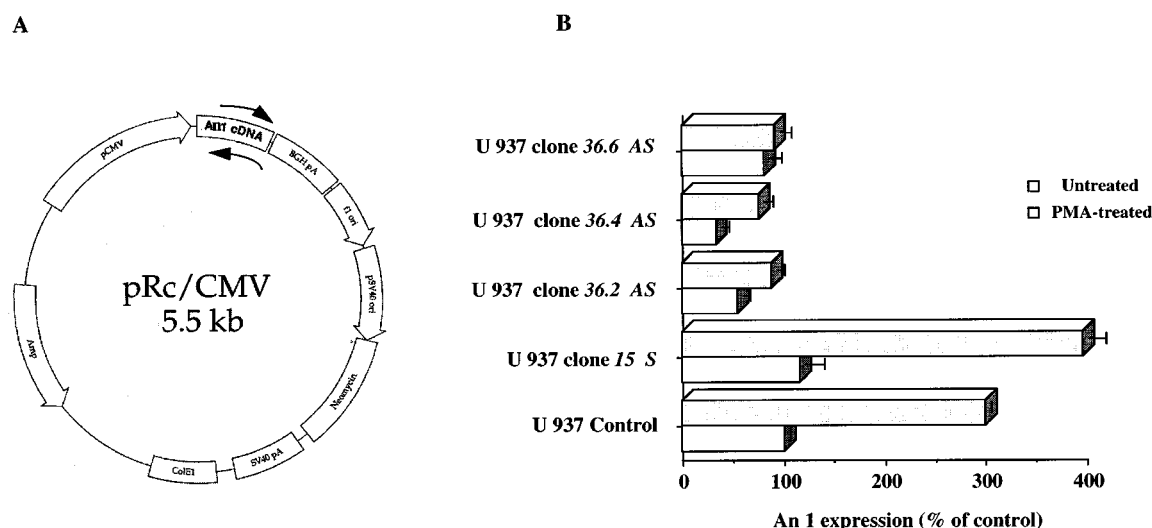 A
B
An1 cDNA
BGH pA
f1 ori
pSV40 ori
Neomycin
SV40 pA
ColE1
Amp
pCMV
pRc/CMV
5.5 kb
U 937 clone 36.6 AS
U 937 clone 36.4 AS
U 937 clone 36.2 AS
U 937 clone 15 S
U 937 Control
Untreated
PMA-treated
0 100 200 300 400
An 1 expression (% of control)